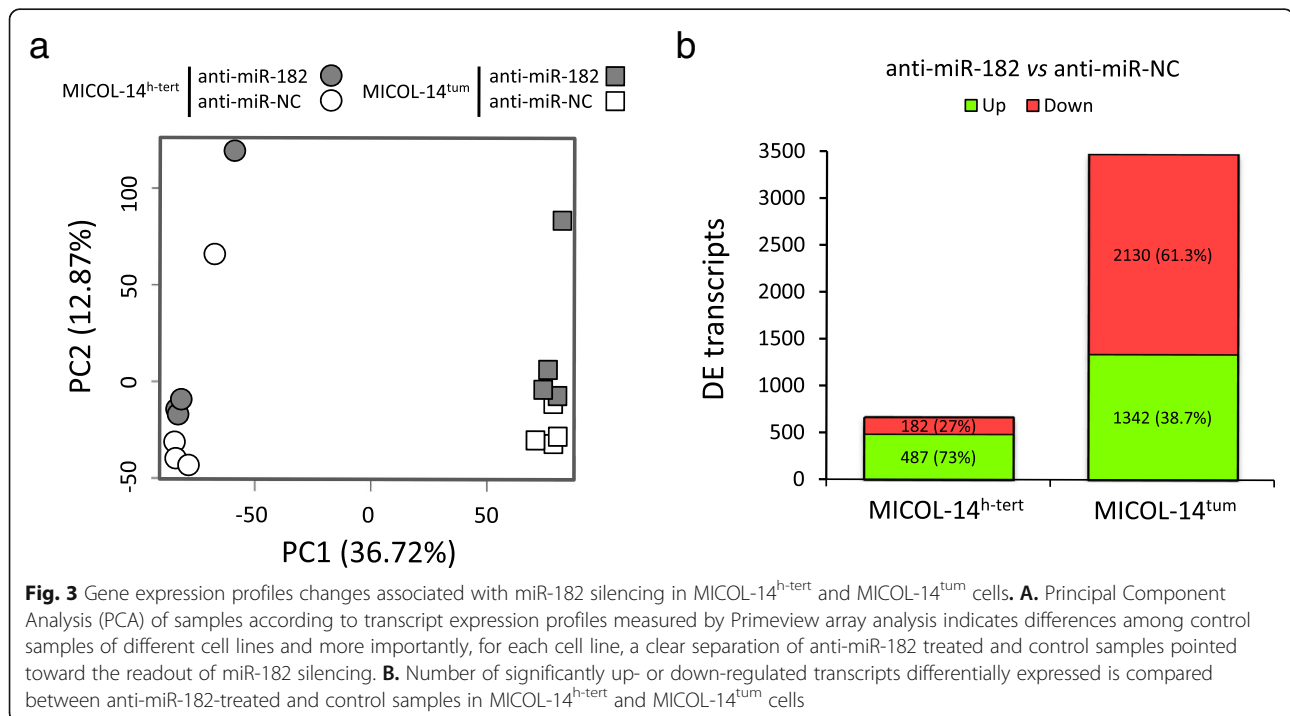 a
MICOL-14h-tert
anti-miR-182
anti-miR-NC
MICOL-14tum
anti-miR-182
anti-miR-NC
PC2 (12.87%)
100
50
0
-50
-50
0
50
PC1 (36.72%)
b
anti-miR-182 vs anti-miR-NC
Up
Down
DE transcripts
3500
3000
2500
2000
1500
1000
500
0
182 (27%)
487 (73%)
2130 (61.3%)
1342 (38.7%)
MICOL-14h-tert
MICOL-14tum
Fig. 3 Gene expression profiles changes associated with miR-182 silencing in MICOL-14h-tert and MICOL-14tum cells. A. Principal Component
Analysis (PCA) of samples according to transcript expression profiles measured by Primeview array analysis indicates differences among control
samples of different cell lines and more importantly, for each cell line, a clear separation of anti-miR-182 treated and control samples pointed
toward the readout of miR-182 silencing. B. Number of significantly up- or down-regulated transcripts differentially expressed is compared
between anti-miR-182-treated and control samples in MICOL-14h-tert and MICOL-14tum cells